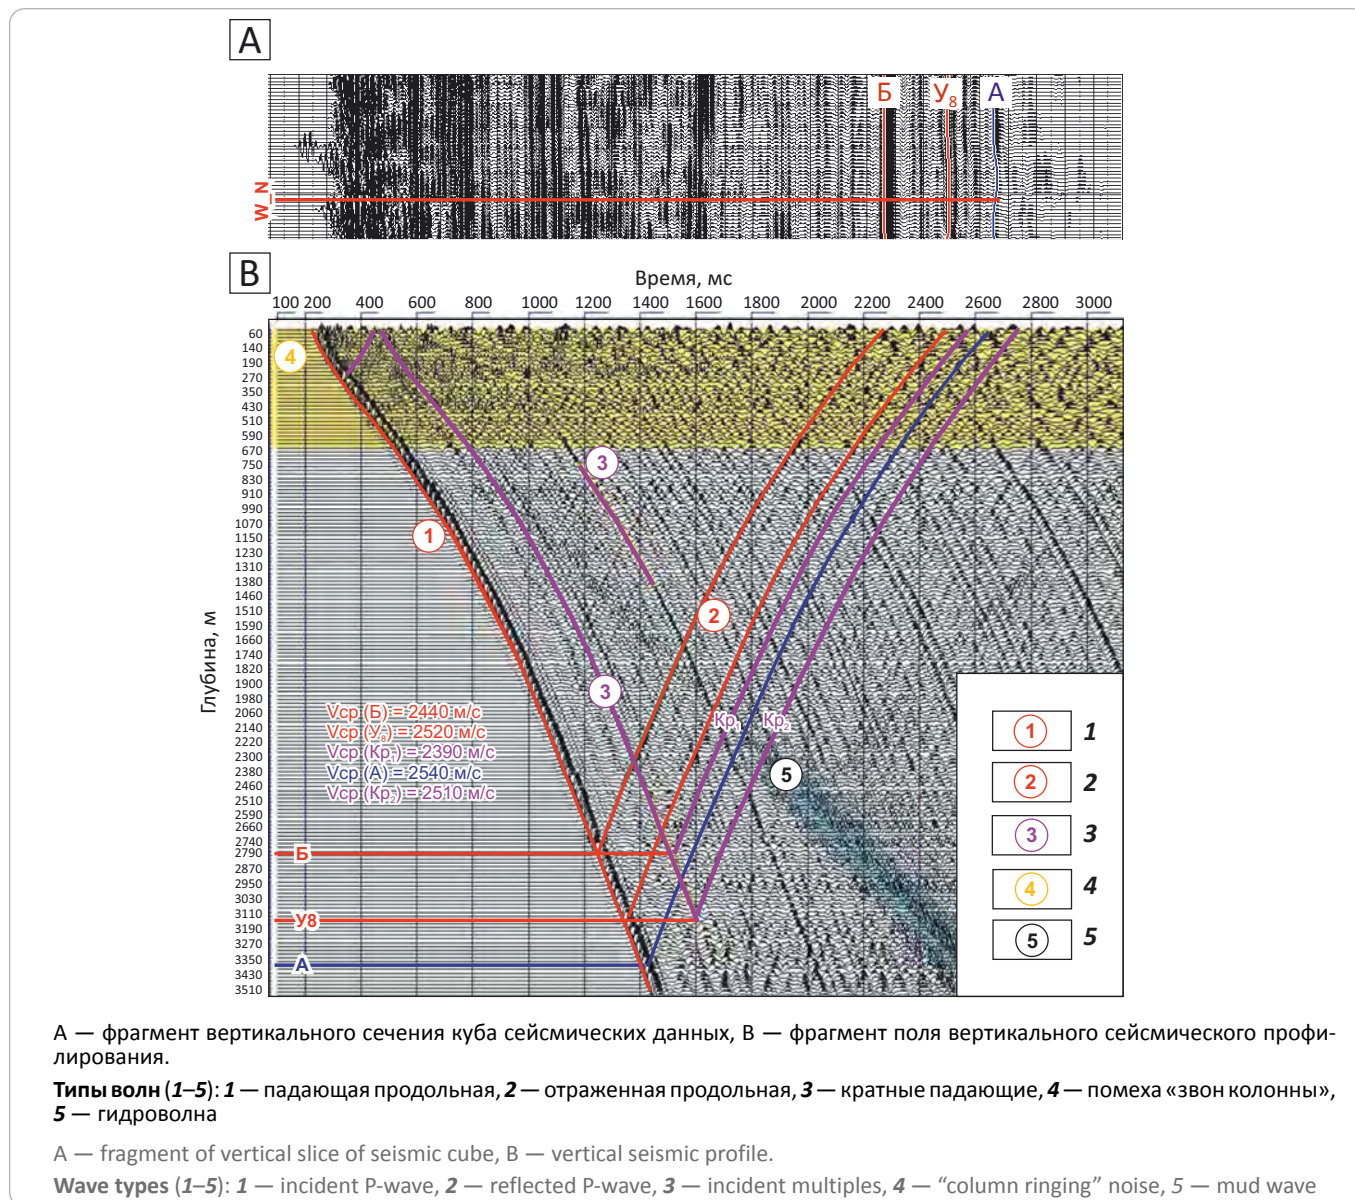 A
Б У₈ А
W_N
B
Время, мс
100 200 400 600 800 1000 1200 1400 1600 1800 2000 2200 2400 2600 2800 3000
Глубина, м
60
140
190
270
350
430
510
590
670
750
830
910
990
1070
1150
1230
1310
1380
1460
1510
1590
1660
1740
1820
1900
1980
2060
2140
2220
2300
2380
2460
2510
2590
2660
2740
2790
2870
2950
3030
3110
3190
3270
3350
3430
3510
4
3
1
2
3
Кр₁ Кр₂
5
Vср (Б) = 2440 м/с
Vср (У₈) = 2520 м/с
Vср (Кр₁) = 2390 м/с
Vср (А) = 2540 м/с
Vср (Кр₂) = 2510 м/с
Б
У8
А
1 1
2 2
3 3
4 4
5 5
А — фрагмент вертикального сечения куба сейсмических данных, В — фрагмент поля вертикального сейсмического профи-
лирования.
Типы волн (1–5): 1 — падающая продольная, 2 — отраженная продольная, 3 — кратные падающие, 4 — помеха «звон колонны»,
5 — гидроволна
A — fragment of vertical slice of seismic cube, B — vertical seismic profile.
Wave types (1–5): 1 — incident P-wave, 2 — reflected P-wave, 3 — incident multiples, 4 — “column ringing” noise, 5 — mud wave